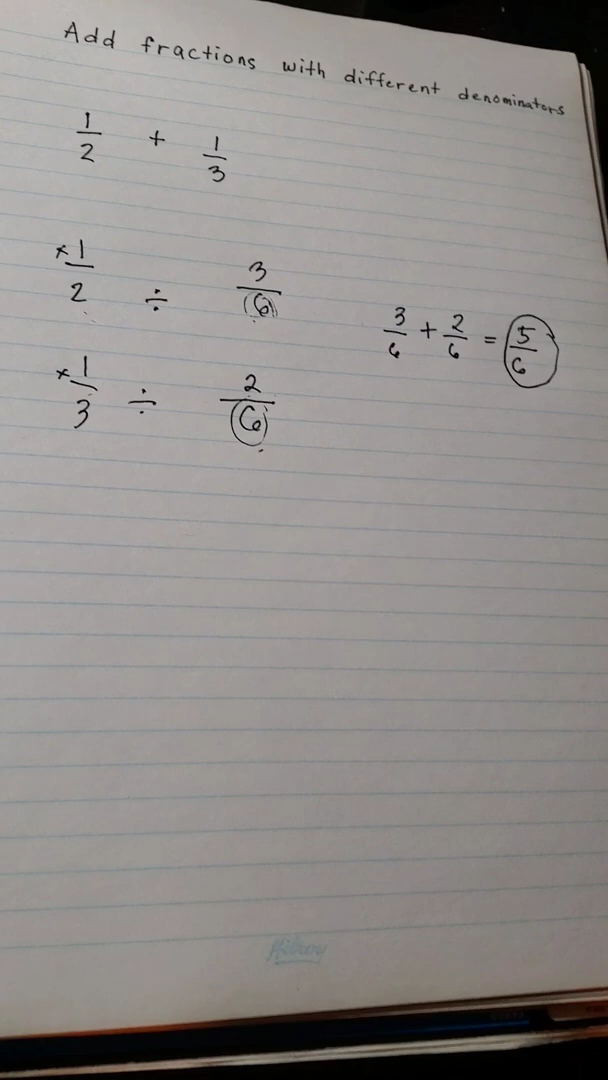 Add fractions with different denominators
1/2 + 1/3
×1/2 ÷ 3/6
3/6 + 2/6 = 5/6
×1/3 ÷ 2/6
Hilroy